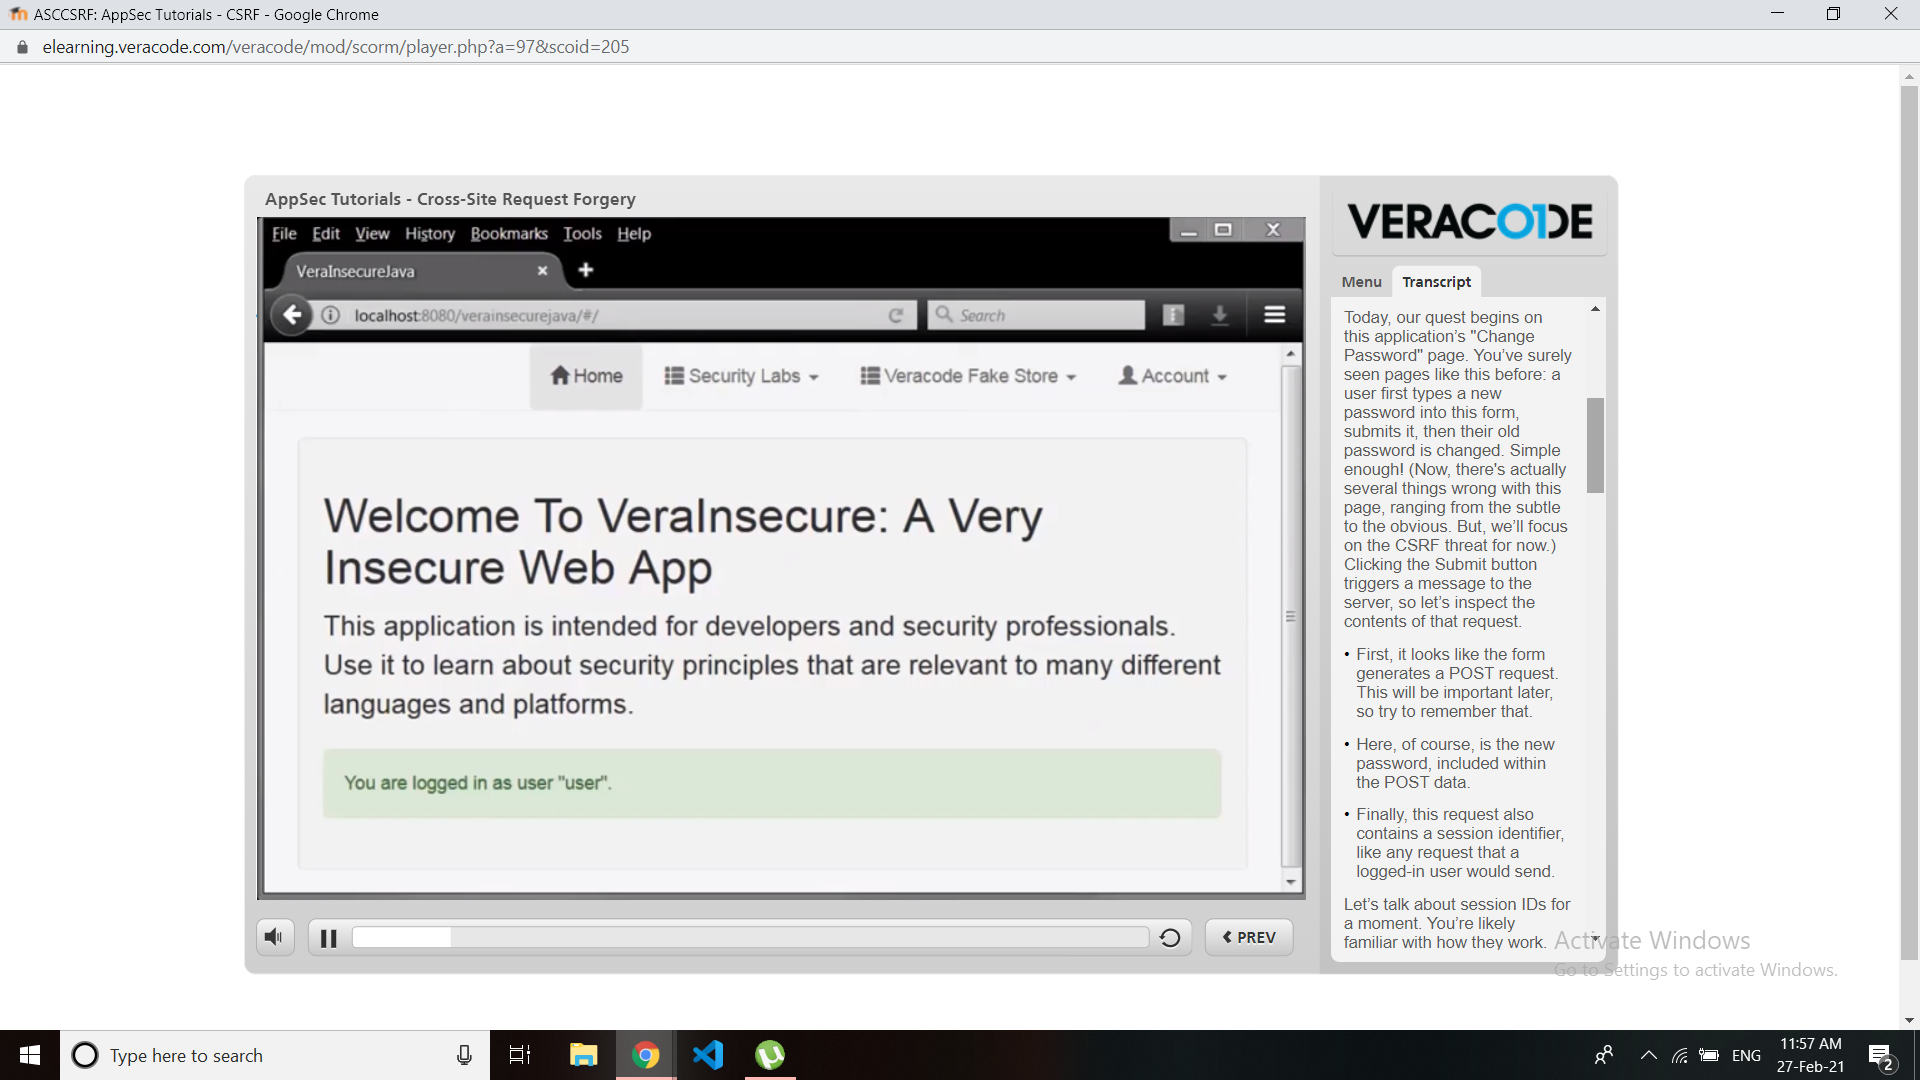 ASCCSRF: AppSec Tutorials - CSRF - Google Chrome
elearning.veracode.com/veracode/mod/scorm/player.php?a=97&scoid=205
AppSec Tutorials - Cross-Site Request Forgery
File Edit View History Bookmarks Tools Help
VeraInsecureJava
localhost:8080/verainsecurejava/#/
Search
Home
Security Labs
Veracode Fake Store
Account
Welcome To VeraInsecure: A Very
Insecure Web App
This application is intended for developers and security professionals.
Use it to learn about security principles that are relevant to many different
languages and platforms.
You are logged in as user "user".
PREV
VERACODE
Menu
Transcript
Today, our quest begins on
this application's "Change
Password" page. You've surely
seen pages like this before: a
user first types a new
password into this form,
submits it, then their old
password is changed. Simple
enough! (Now, there's actually
several things wrong with this
page, ranging from the subtle
to the obvious. But, we'll focus
on the CSRF threat for now.)
Clicking the Submit button
triggers a message to the
server, so let's inspect the
contents of that request.
• First, it looks like the form
generates a POST request.
This will be important later,
so try to remember that.
• Here, of course, is the new
password, included within
the POST data.
• Finally, this request also
contains a session identifier,
like any request that a
logged-in user would send.
Let's talk about session IDs for
a moment. You're likely
familiar with how they work.
Activate Windows
Go to Settings to activate Windows.
Type here to search
ENG
11:57 AM
27-Feb-21
2